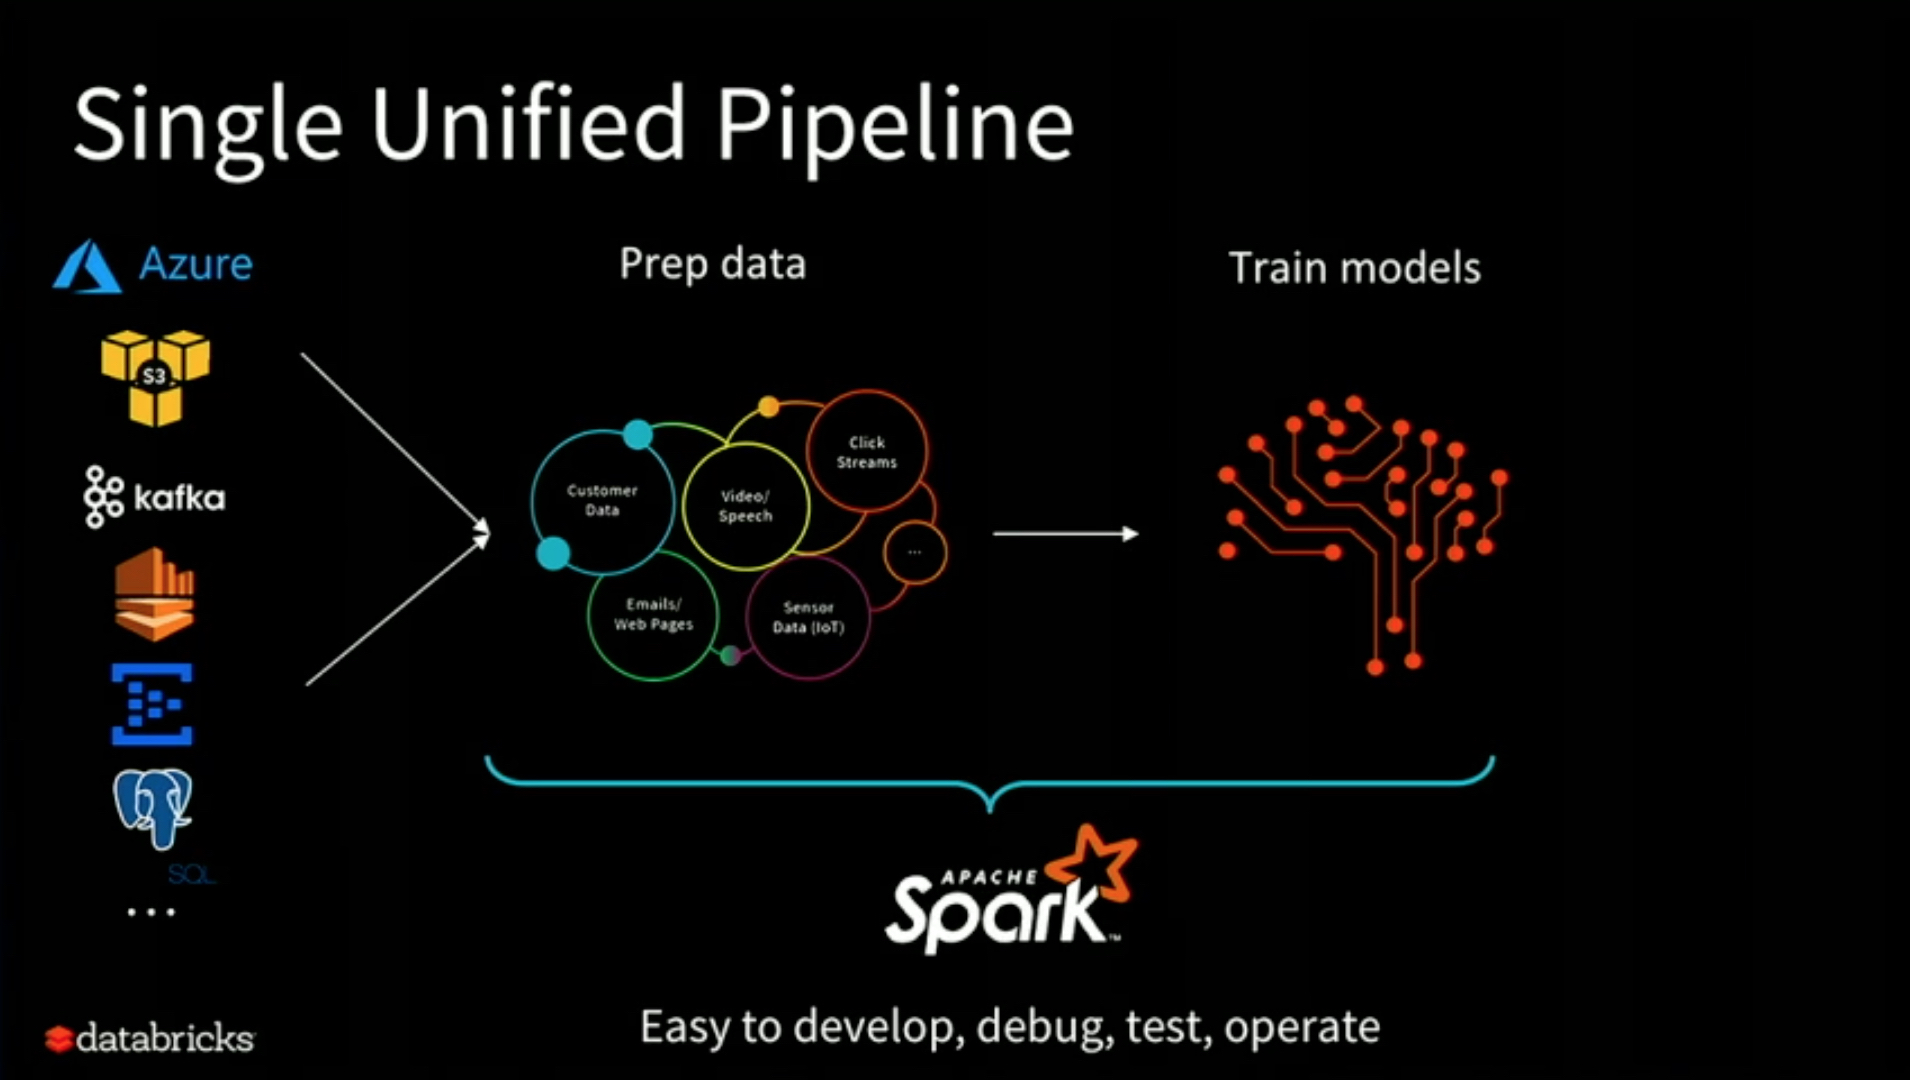 Single Unified Pipeline
Azure
S3
kafka
SQL
...
Prep data
Customer
Data
Video/
Speech
Click
Streams
...
Emails/
Web Pages
Sensor
Data (IoT)
Train models
APACHE
Spark™
Easy to develop, debug, test, operate
databricks